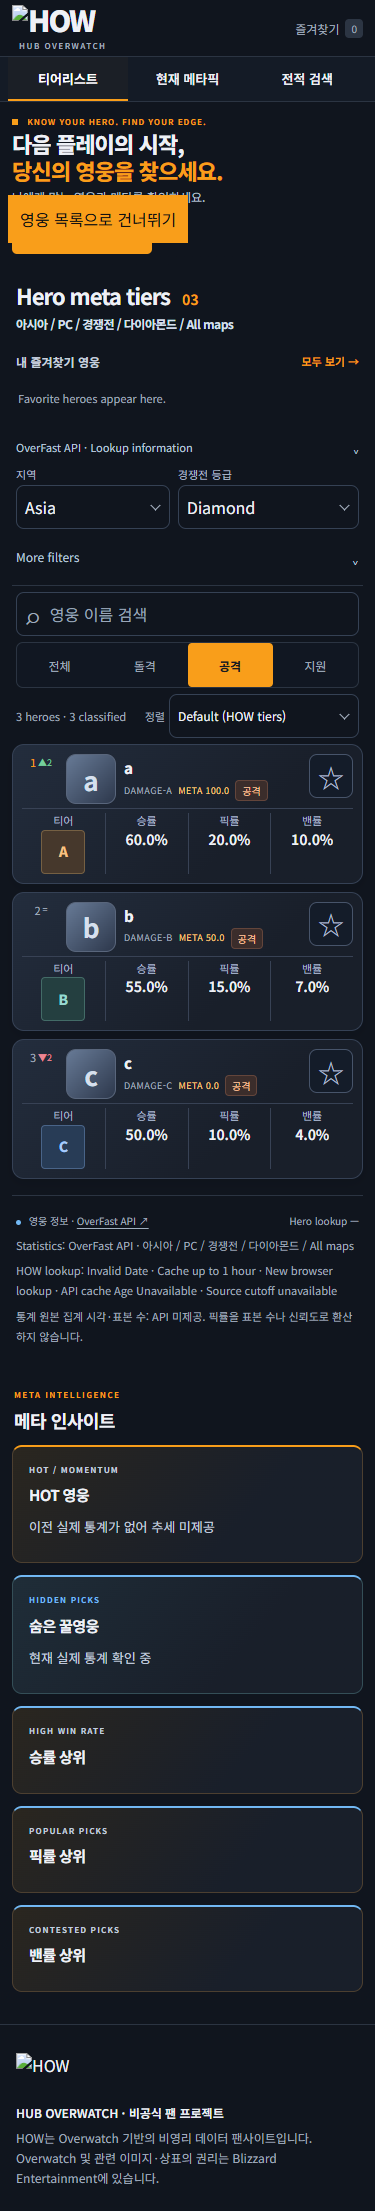 HOW
HUB OVERWATCH
즐겨찾기 0
티어리스트 현재 메타픽 전적 검색
KNOW YOUR HERO. FIND YOUR EDGE.
다음 플레이의 시작,
당신의 영웅을 찾으세요.
요.
영웅 목록으로 건너뛰기
Hero meta tiers 03
아시아 / PC / 경쟁전 / 다이아몬드 / All maps
내 즐겨찾기 영웅 모두 보기 →
Favorite heroes appear here.
OverFast API · Lookup information
지역 경쟁전 등급
Asia Diamond
More filters
영웅 이름 검색
전체 돌격 공격 지원
3 heroes · 3 classified 정렬 Default (HOW tiers)
1 ▲2 a a ☆
DAMAGE-A META 100.0 공격
티어 승률 픽률 밴률
A 60.0% 20.0% 10.0%
2 = b b ☆
DAMAGE-B META 50.0 공격
티어 승률 픽률 밴률
B 55.0% 15.0% 7.0%
3 ▼2 c c ☆
DAMAGE-C META 0.0 공격
티어 승률 픽률 밴률
C 50.0% 10.0% 4.0%
영웅 정보 · OverFast API ↗ Hero lookup —
Statistics: OverFast API · 아시아 / PC / 경쟁전 / 다이아몬드 / All maps
HOW lookup: Invalid Date · Cache up to 1 hour · New browser
lookup · API cache Age Unavailable · Source cutoff unavailable
통계 원본 집계 시각·표본 수: API 미제공. 픽률을 표본 수나 신뢰도로 환산
하지 않습니다.
META INTELLIGENCE
메타 인사이트
HOT / MOMENTUM
HOT 영웅
이전 실제 통계가 없어 추세 미제공
HIDDEN PICKS
숨은 꿀영웅
현재 실제 통계 확인 중
HIGH WIN RATE
승률 상위
POPULAR PICKS
픽률 상위
CONTESTED PICKS
밴률 상위
HOW
HUB OVERWATCH · 비공식 팬 프로젝트
HOW는 Overwatch 기반의 비영리 데이터 팬사이트입니다.
Overwatch 및 관련 이미지·상표의 권리는 Blizzard
Entertainment에 있습니다.